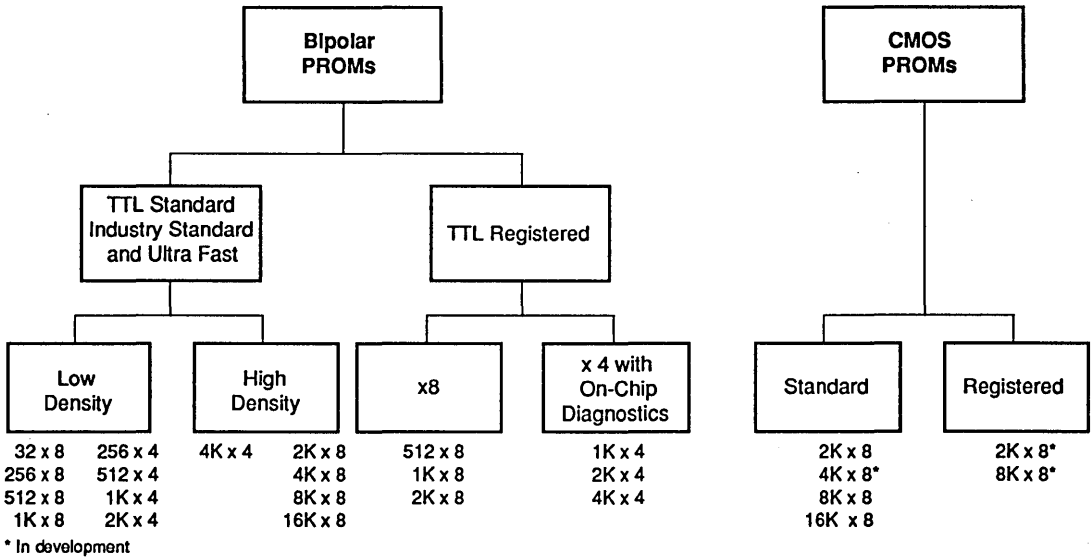 Bipolar
PROMs
CMOS
PROMs
TTL Standard
Industry Standard
and Ultra Fast
TTL Registered
Low
Density
High
Density
x8
x 4 with
On-Chip
Diagnostics
Standard
Registered
32 x 8 256 x 4
256 x 8 512 x 4
512 x 8 1K x 4
1K x 8 2K x 4
4K x 4 2K x 8
4K x 8
8K x 8
16K x 8
512 x 8
1K x 8
2K x 8
1K x 4
2K x 4
4K x 4
2K x 8
4K x 8*
8K x 8
16K x 8
2K x 8*
8K x 8*
* In development